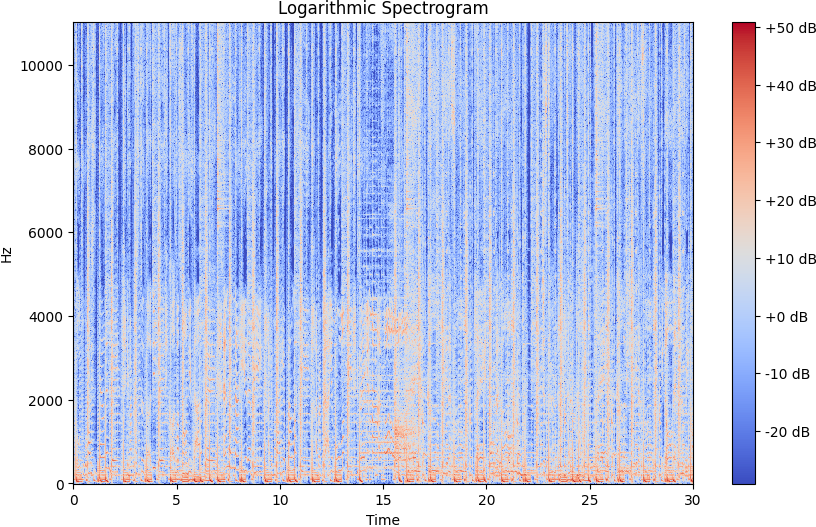 Logarithmic Spectrogram
Hz
10000
8000
6000
4000
2000
0
0 5 10 15 20 25 30
Time
+50 dB
+40 dB
+30 dB
+20 dB
+10 dB
+0 dB
-10 dB
-20 dB